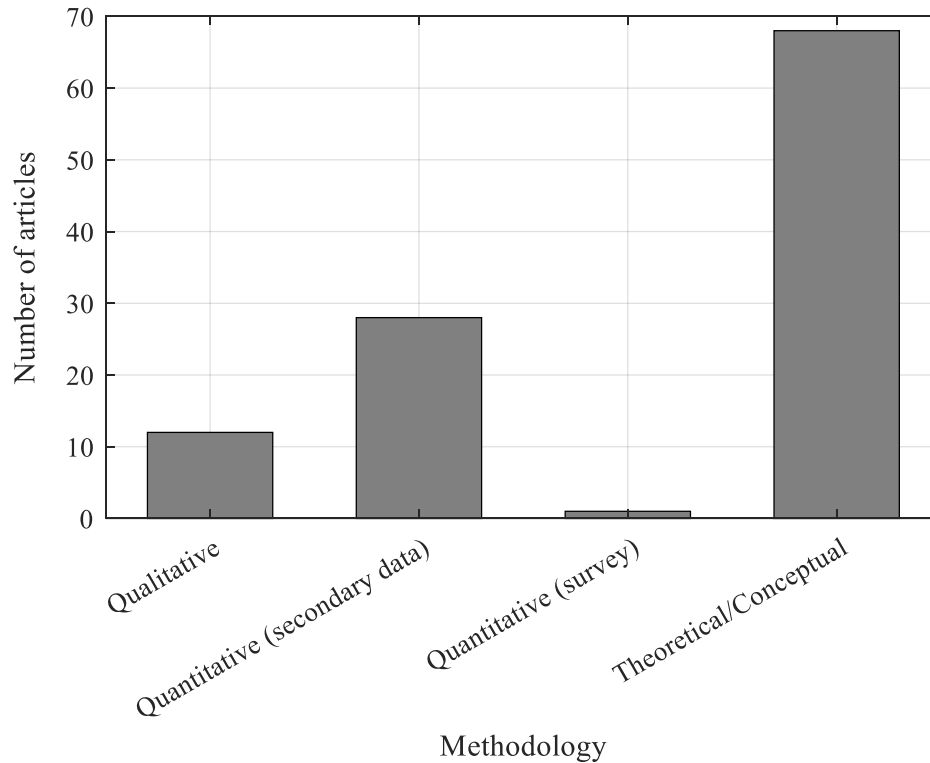 70
60
50
40
30
20
10
0
Number of articles
Qualitative
Quantitative (secondary data)
Quantitative (survey)
Theoretical/Conceptual
Methodology